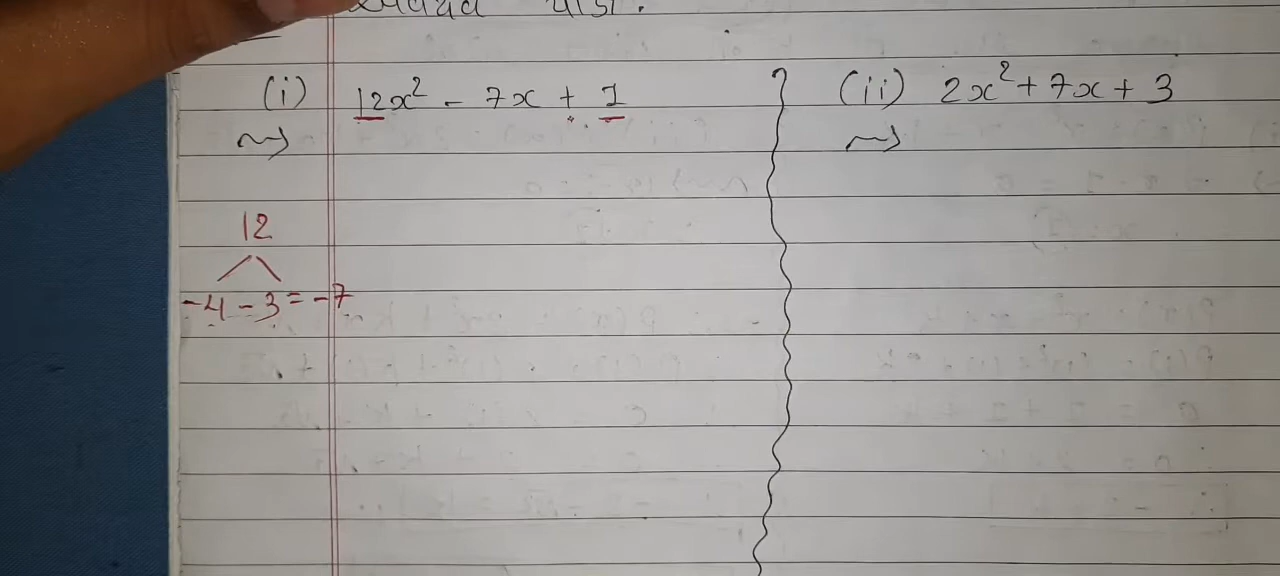 (i) 12x² - 7x + 1
12
-4 -3 = -7
(ii) 2x² + 7x + 3